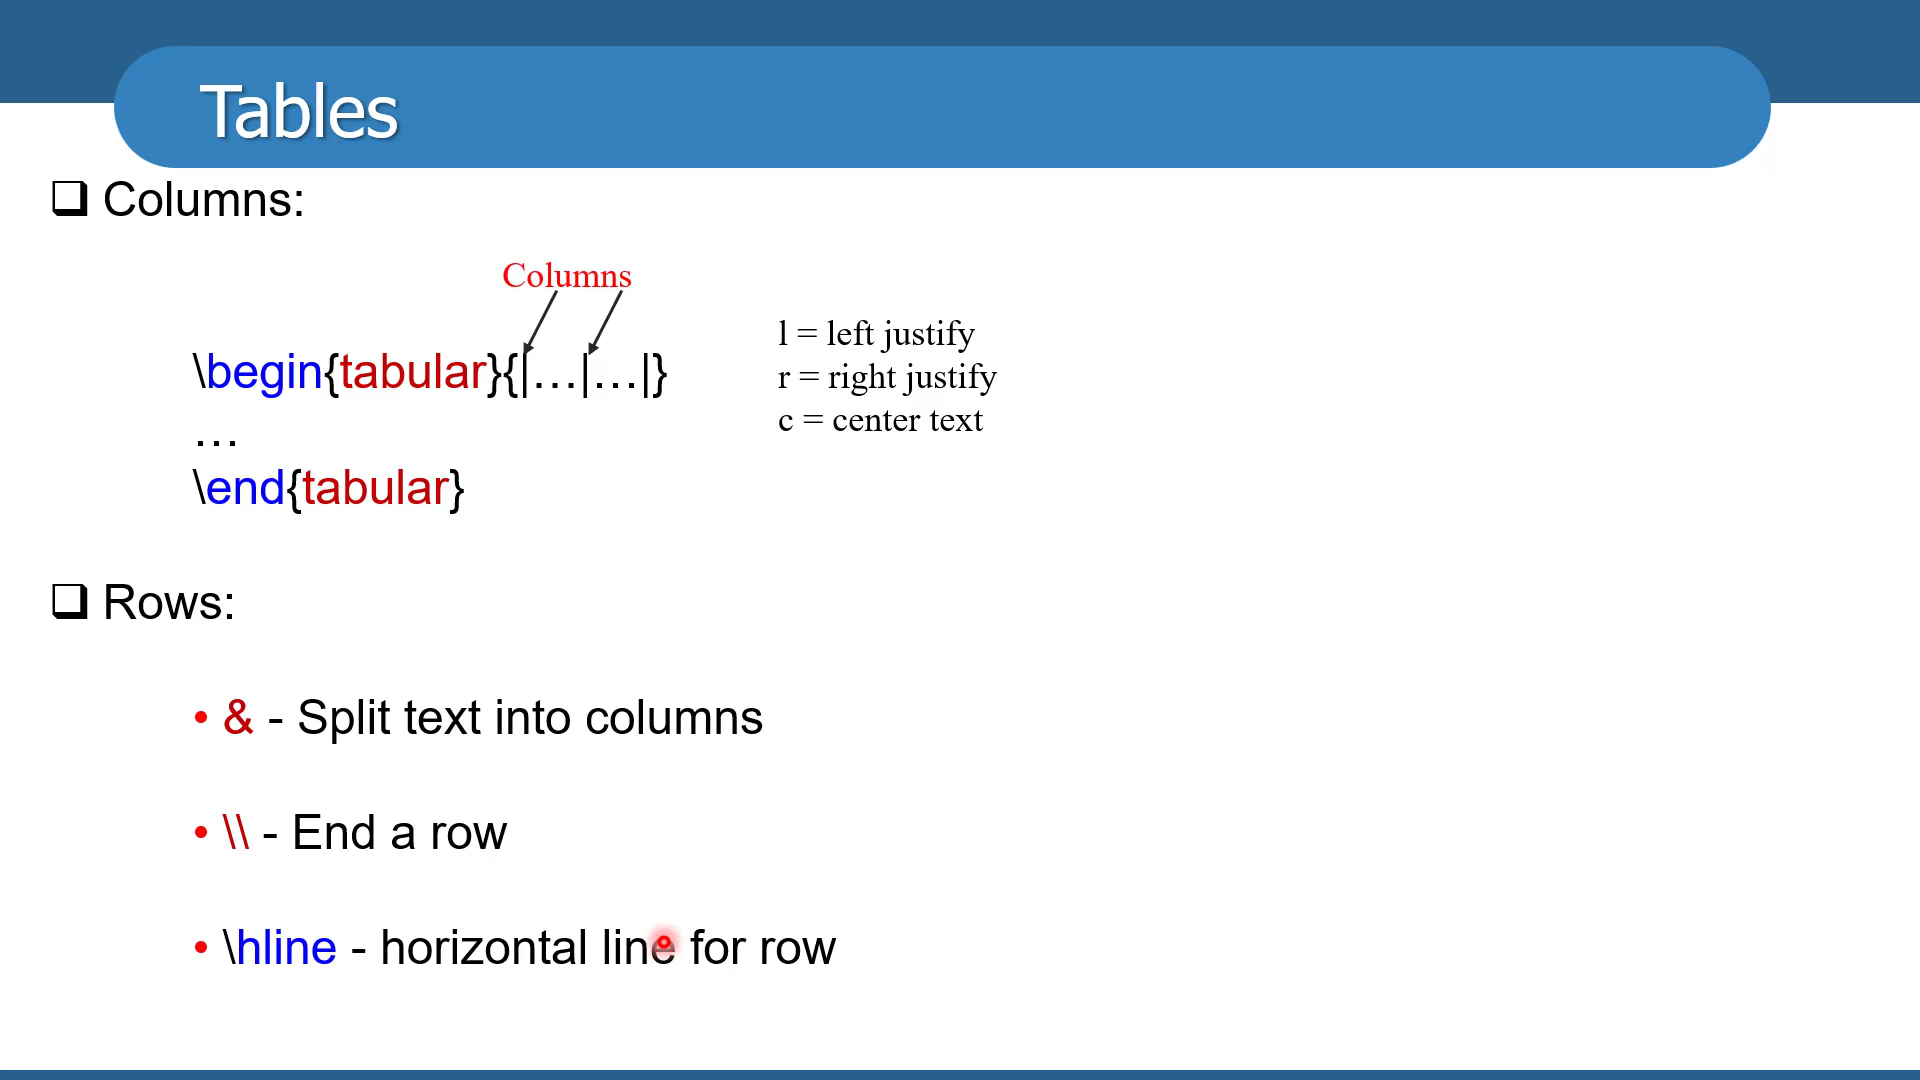 Tables
Columns:
Columns
\begin{tabular}{|…|…|}
…
\end{tabular}
l = left justify
r = right justify
c = center text
Rows:
• & - Split text into columns
• \\ - End a row
• \hline - horizontal line for row